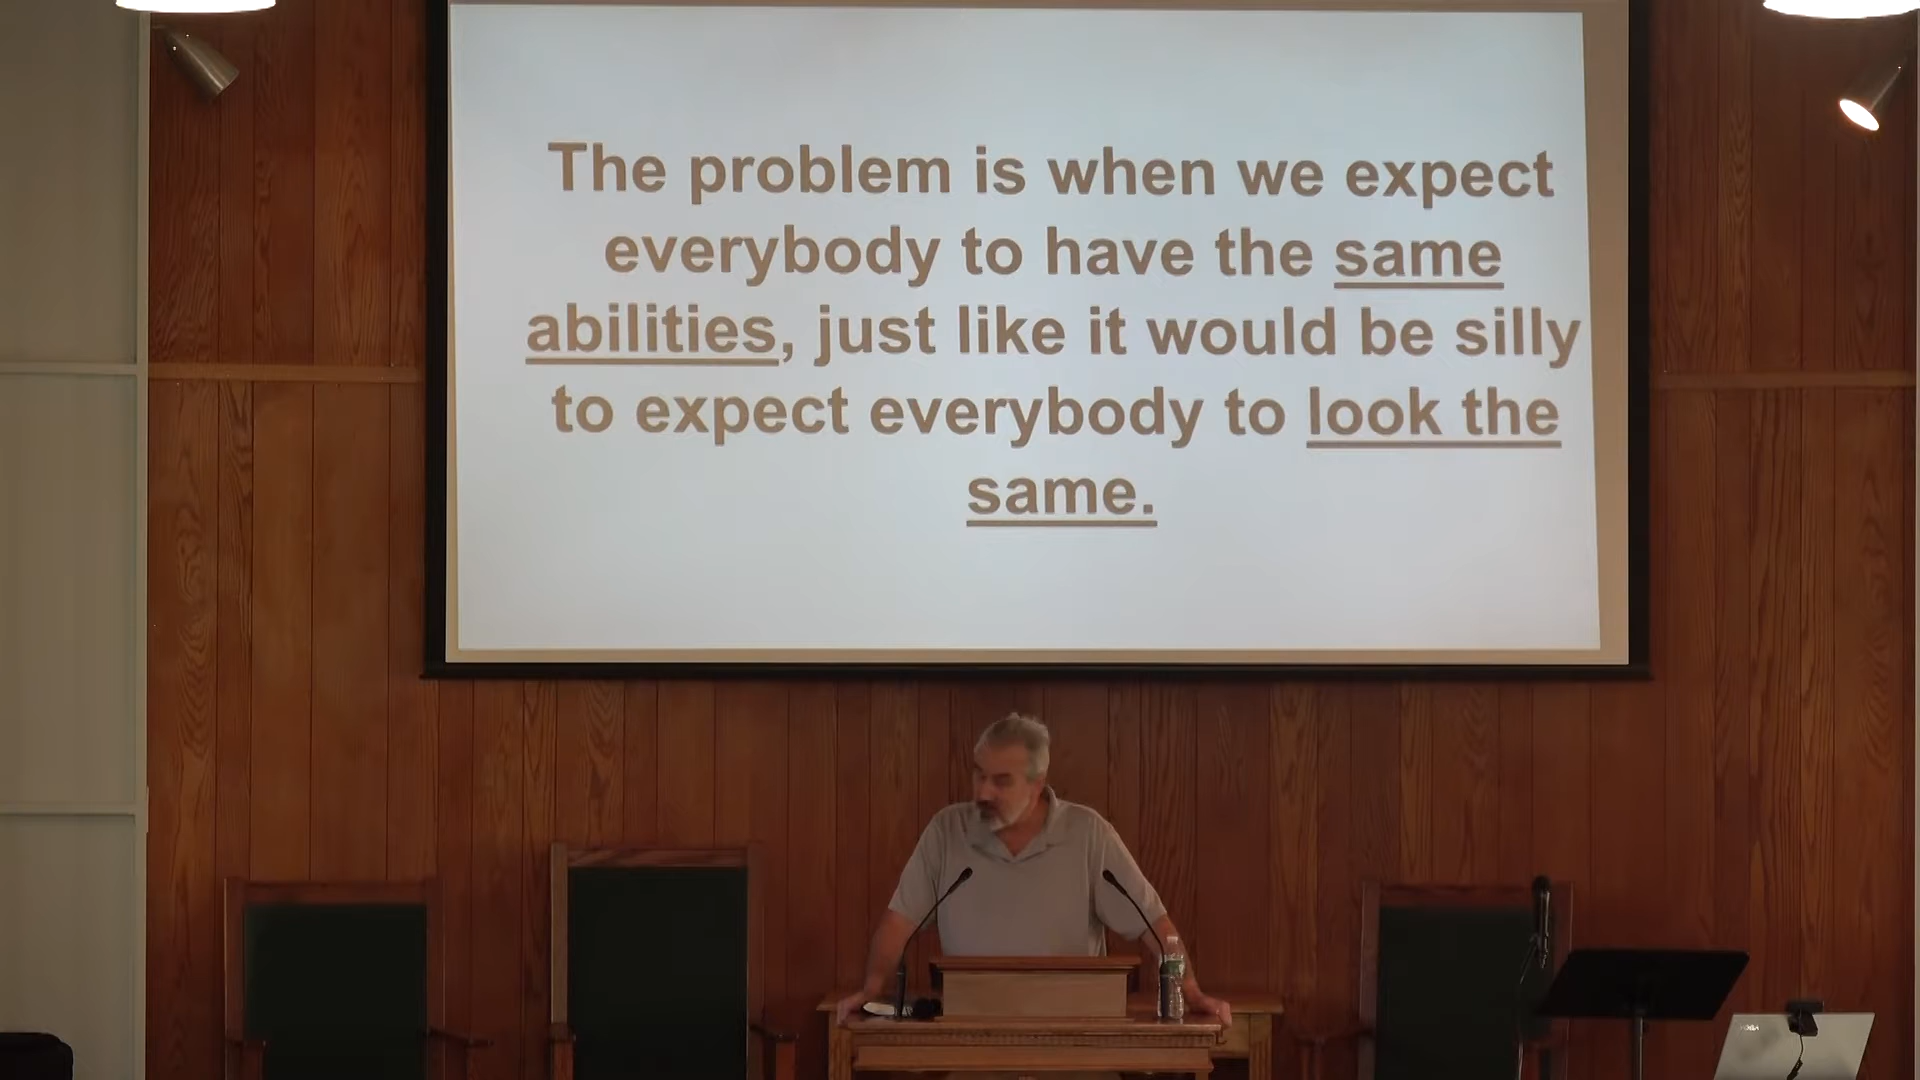 The problem is when we expect
everybody to have the same
abilities, just like it would be silly
to expect everybody to look the
same.
YOGA